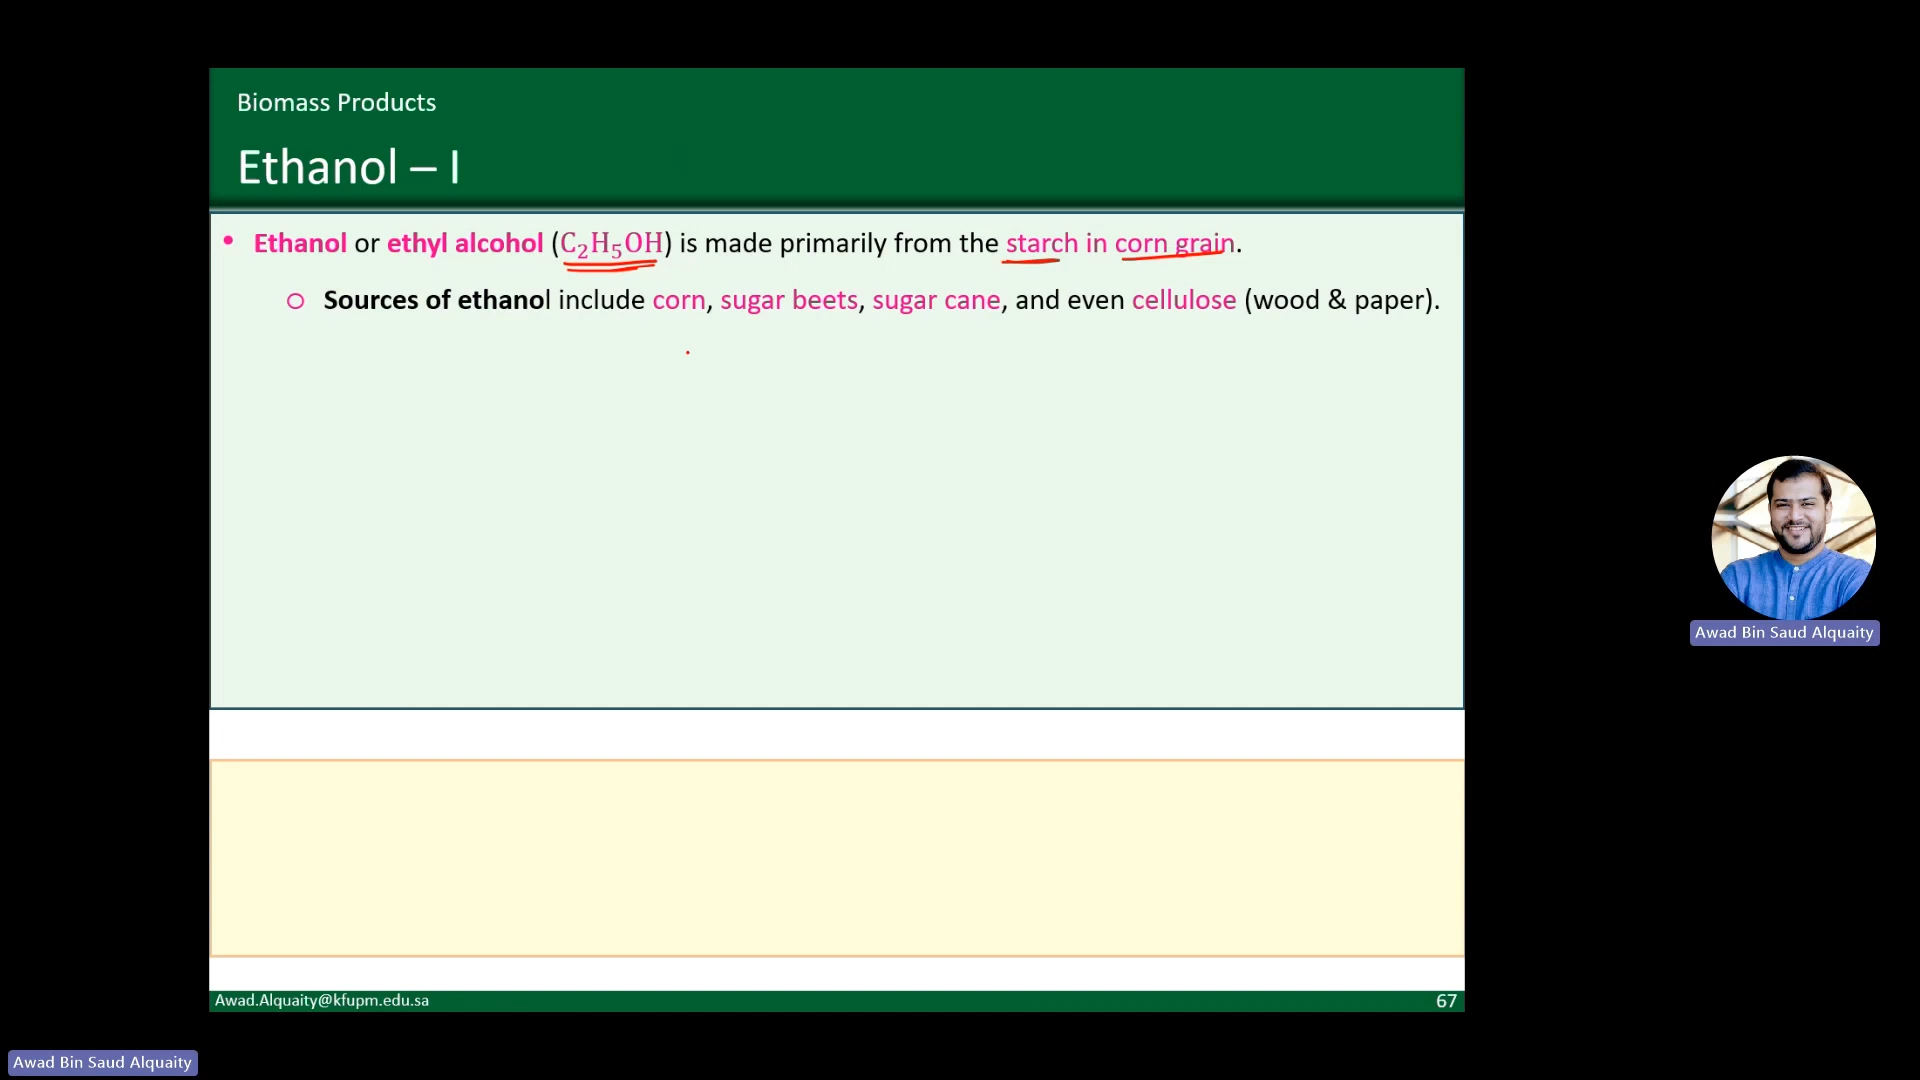 Biomass Products
Ethanol – I
• Ethanol or ethyl alcohol (C₂H₅OH) is made primarily from the starch in corn grain.
○ Sources of ethanol include corn, sugar beets, sugar cane, and even cellulose (wood & paper).
Awad Bin Saud Alquaity
Awad.Alquaity@kfupm.edu.sa
67
Awad Bin Saud Alquaity